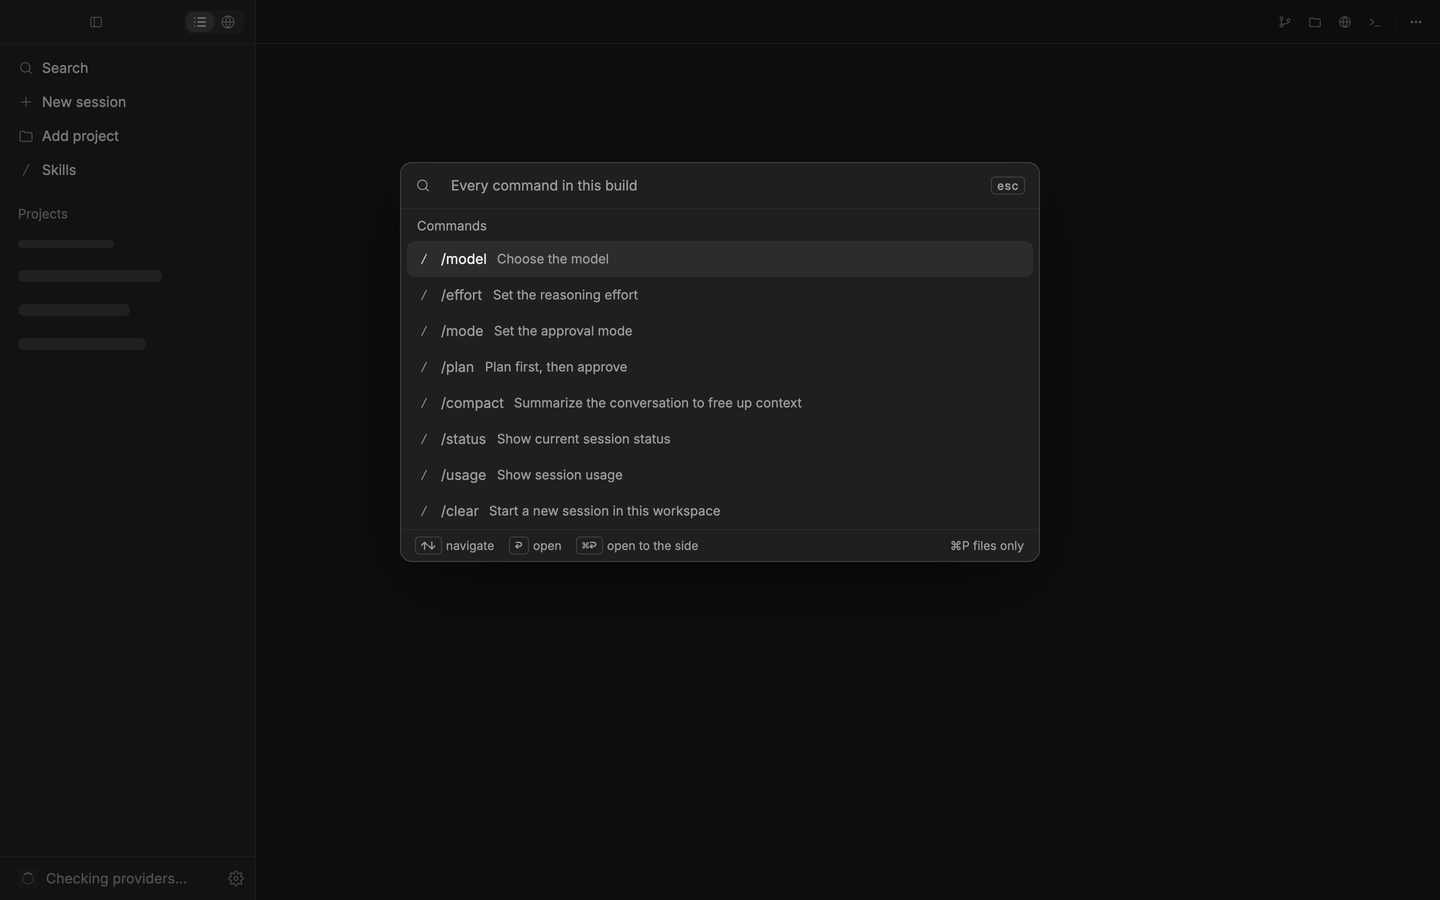 Search
New session
Add project
/ Skills
Projects
Checking providers...
Every command in this build
esc
Commands
/ /model Choose the model
/ /effort Set the reasoning effort
/ /mode Set the approval mode
/ /plan Plan first, then approve
/ /compact Summarize the conversation to free up context
/ /status Show current session status
/ /usage Show session usage
/ /clear Start a new session in this workspace
↑↓ navigate open ⌘ open to the side ⌘P files only